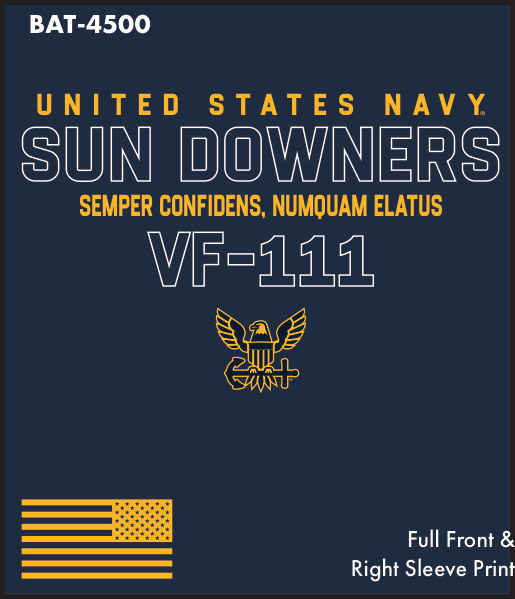 BAT-4500
UNITED STATES NAVY®
SUN DOWNERS
SEMPER CONFIDENS, NUMQUAM ELATUS
VF-111
Full Front &
Right Sleeve Print